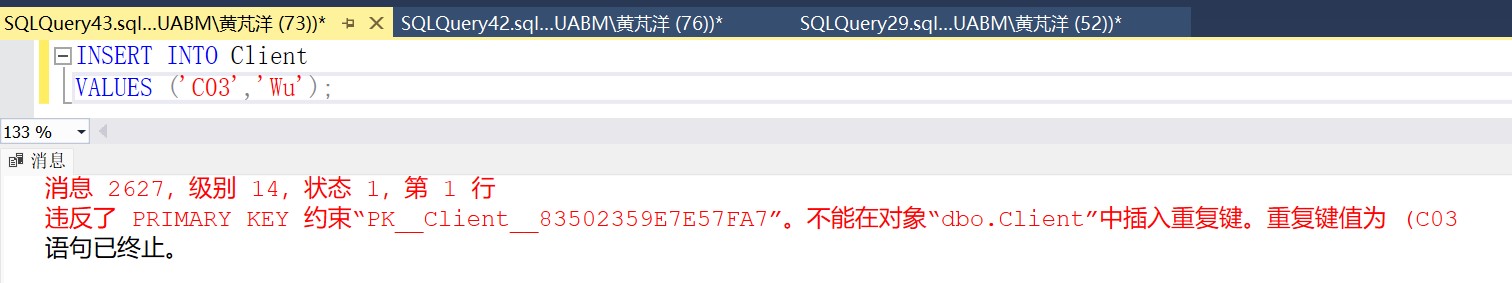 SQLQuery43.sql...UABM\黄芃洋 (73))* SQLQuery42.sql...UABM\黄芃洋 (76))* SQLQuery29.sql...UABM\黄芃洋 (52))*
INSERT INTO Client
VALUES ('C03','Wu');
133 %
消息
消息 2627, 级别 14, 状态 1, 第 1 行
违反了 PRIMARY KEY 约束“PK__Client__83502359E7E57FA7”。不能在对象“dbo.Client”中插入重复键。重复键值为 (C03
语句已终止。